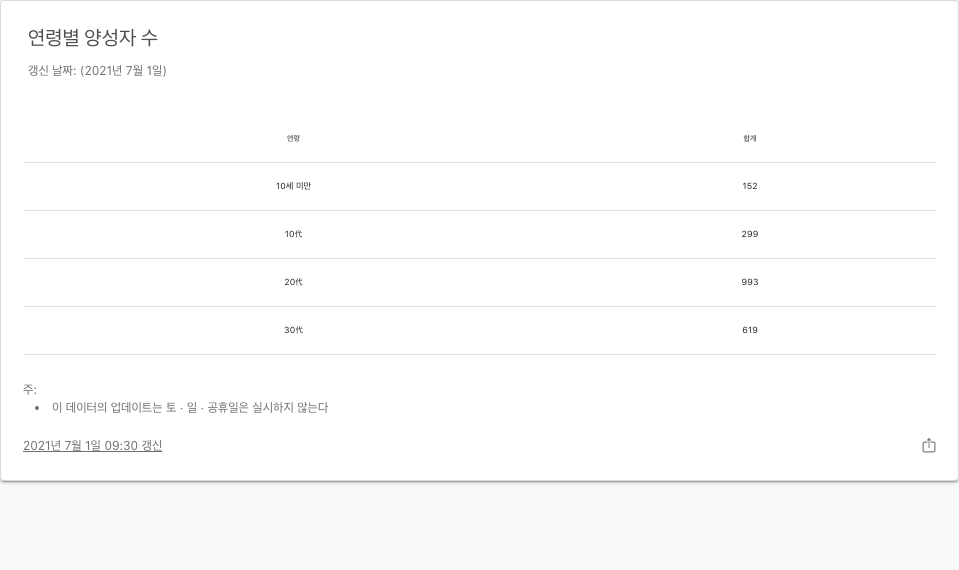 연령별 양성자 수
갱신 날짜: (2021년 7월 1일)
연령 합계
10세 미만 152
10代 299
20代 993
30代 619
주:
• 이 데이터의 업데이트는 토 · 일 · 공휴일은 실시하지 않는다
2021년 7월 1일 09:30 갱신